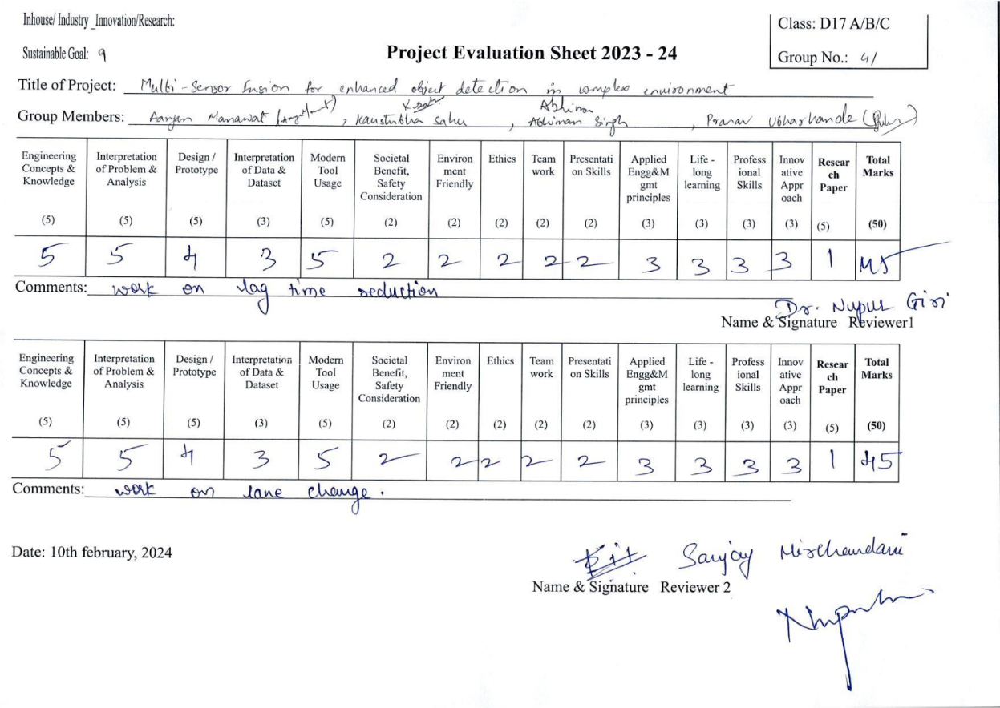 Inhouse/ Industry _Innovation/Research:
Class: D17 A/B/C
Sustainable Goal: 9
Project Evaluation Sheet 2023 - 24
Group No.: 41
Title of Project: Multi-Sensor fusion for enhanced object detection in complex environment
Group Members: Aaryan Manawat, Kaustubha Sahu, Abhiman Singh, Pranav
Engineering Concepts & Knowledge (5) Interpretation of Problem & Analysis (5) Design / Prototype (5) Interpretation of Data & Dataset (3) Modern Tool Usage (5) Societal Benefit, Safety Consideration (2) Environ ment Friendly (2) Ethics (2) Team work (2) Presentati on Skills (2) Applied Engg&M gmt principles (3) Life - long learning (3) Profess ional Skills (3) Innov ative Appr oach (3) Resear ch Paper (5) Total Marks (50)
5 5 4 3 5 2 2 2 2 2 3 3 3 3 1 45
Comments: work on lag time reduction
Dr. Nupur Giri
Name & Signature Reviewer1
Engineering Concepts & Knowledge (5) Interpretation of Problem & Analysis (5) Design / Prototype (5) Interpretation of Data & Dataset (3) Modern Tool Usage (5) Societal Benefit, Safety Consideration (2) Environ ment Friendly (2) Ethics (2) Team work (2) Presentati on Skills (2) Applied Engg&M gmt principles (3) Life - long learning (3) Profess ional Skills (3) Innov ative Appr oach (3) Resear ch Paper (5) Total Marks (50)
5 5 4 3 5 2 2 2 2 2 3 3 3 3 1 45
Comments: work on lane change.
Date: 10th february, 2024
Sanjay Mirchandani
Name & Signature Reviewer 2